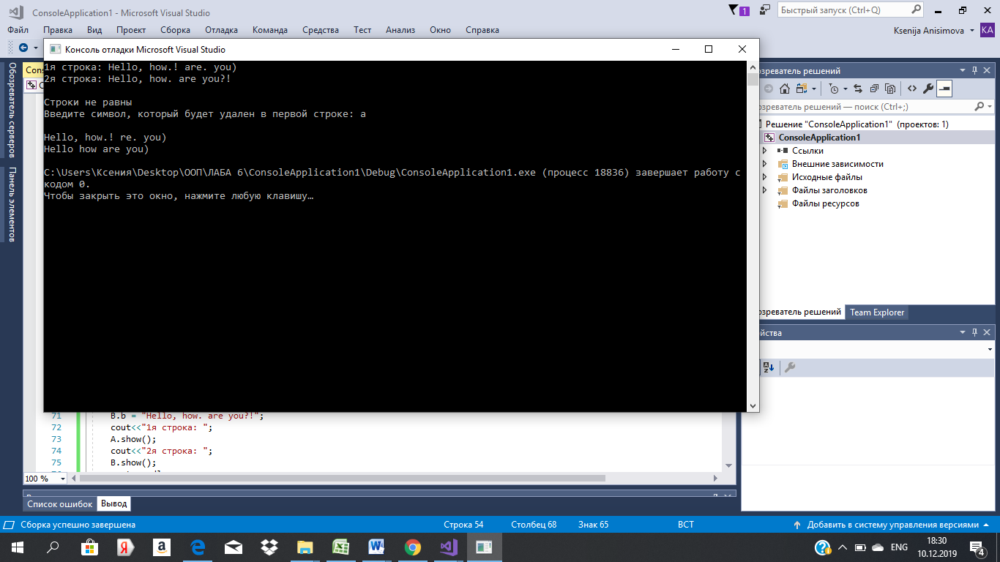 ConsoleApplication1 - Microsoft Visual Studio
1
Быстрый запуск (Ctrl+Q)
Файл Правка Вид Проект Сборка Отладка Команда Средства Тест Анализ Окно Справка
Ksenija Anisimova
KA
Консоль отладки Microsoft Visual Studio
1я строка: Hello, how.! are. you)
2я строка: Hello, how. are you?!
Строки не равны
Введите символ, который будет удален в первой строке: a
Hello, how.! re. you)
Hello how are you)
C:\Users\Ксения\Desktop\ООП\ЛАБА 6\ConsoleApplication1\Debug\ConsoleApplication1.exe (процесс 18836) завершает работу с
кодом 0.
Чтобы закрыть это окно, нажмите любую клавишу…
Обозреватель серверов
Панель элементов
71 B.b = "Hello, how. are you?!";
72 cout<<"1я строка: ";
73 A.show();
74 cout<<"2я строка: ";
75 B.show();
100 %
Список ошибок Вывод
озреватель решений
озреватель решений — поиск (Ctrl+;)
Решение "ConsoleApplication1" (проектов: 1)
ConsoleApplication1
Ссылки
Внешние зависимости
Исходные файлы
Файлы заголовков
Файлы ресурсов
озреватель решений Team Explorer
йства
Сборка успешно завершена
Строка 54 Столбец 68 Знак 65 ВСТ
Добавить в систему управления версиями
ENG
18:30
10.12.2019
4